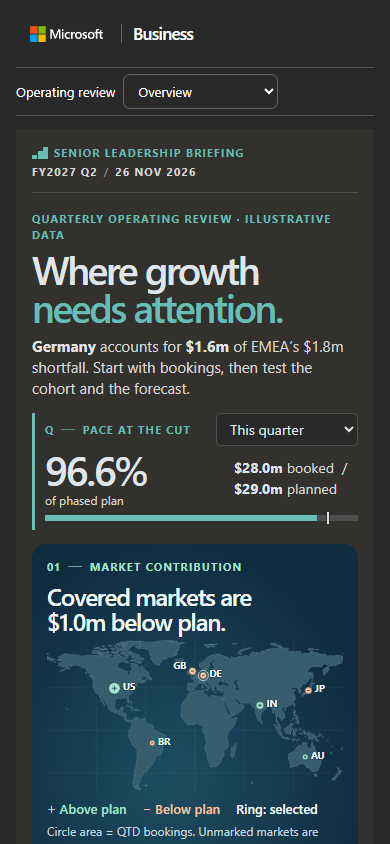 Microsoft | Business
Operating review Overview
SENIOR LEADERSHIP BRIEFING
FY2027 Q2 / 26 NOV 2026
QUARTERLY OPERATING REVIEW · ILLUSTRATIVE
DATA
Where growth
needs attention.
Germany accounts for $1.6m of EMEA's $1.8m
shortfall. Start with bookings, then test the
cohort and the forecast.
Q — PACE AT THE CUT This quarter
96.6%
of phased plan
$28.0m booked /
$29.0m planned
01 — MARKET CONTRIBUTION
Covered markets are
$1.0m below plan.
GB
DE
US
JP
IN
BR
AU
+ Above plan − Below plan Ring: selected
Circle area = QTD bookings. Unmarked markets are